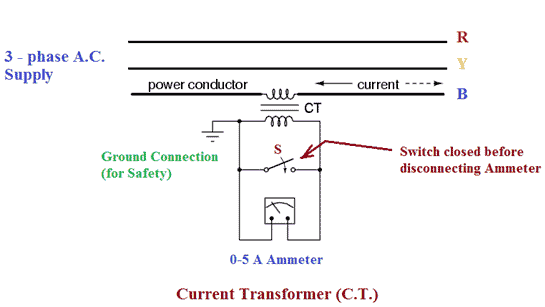 R
3 - phase A.C.
Supply
Y
power conductor
current
B
CT
Ground Connection
(for Safety)
S
Switch closed before
disconnecting Ammeter
0-5 A Ammeter
Current Transformer (C.T.)